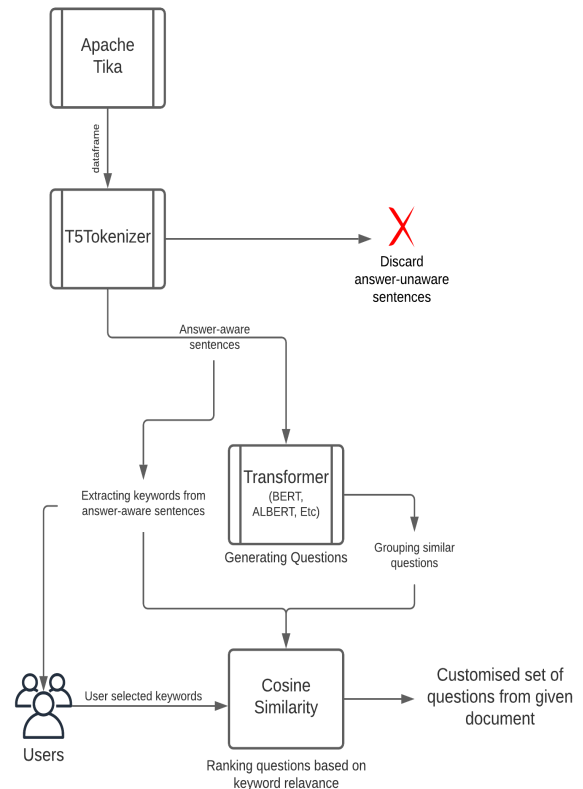 Apache
Tika
dataframe
T5Tokenizer
Discard
answer-unaware
sentences
Answer-aware
sentences
Transformer
(BERT,
ALBERT, Etc)
Generating Questions
Extracting keywords from
answer-aware sentences
Grouping similar
questions
Cosine
Similarity
User selected keywords
Users
Customised set of
questions from given
document
Ranking questions based on
keyword relavance